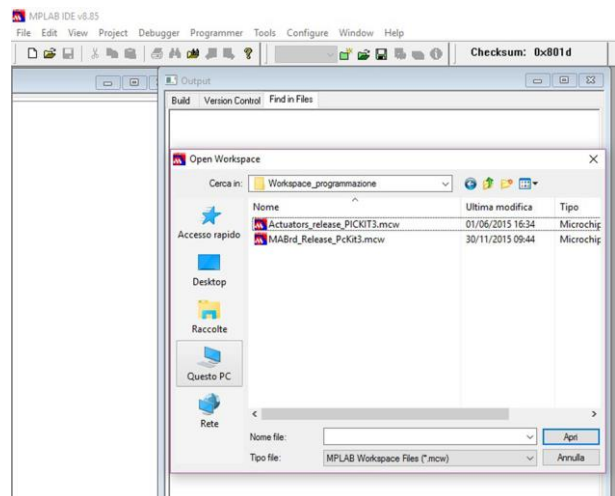 MPLAB IDE v8.85
File Edit View Project Debugger Programmer Tools Configure Window Help
Checksum: 0x801d
Output
Build Version Control Find in Files
Open Workspace
Cerca in: Workspace_programmazione
Nome Ultima modifica Tipo
Actuators_release_PICKIT3.mcw 01/06/2015 16:34 Microchip
MABrd_Release_PcKit3.mcw 30/11/2015 09:44 Microchip
Accesso rapido
Desktop
Raccolte
Questo PC
Rete
Nome file: Apri
Tipo file: MPLAB Workspace Files (*.mcw) Annulla